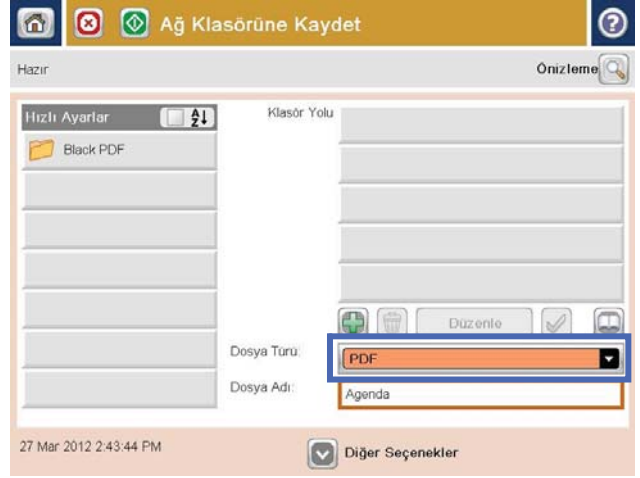 Ağ Klasörüne Kaydet
Hazır
Önizleme
Hızlı Ayarlar
Klasör Yolu
Black PDF
Düzenle
Dosya Türü:
PDF
Dosya Adı:
Agenda
27 Mar 2012 2:43:44 PM
Diğer Seçenekler